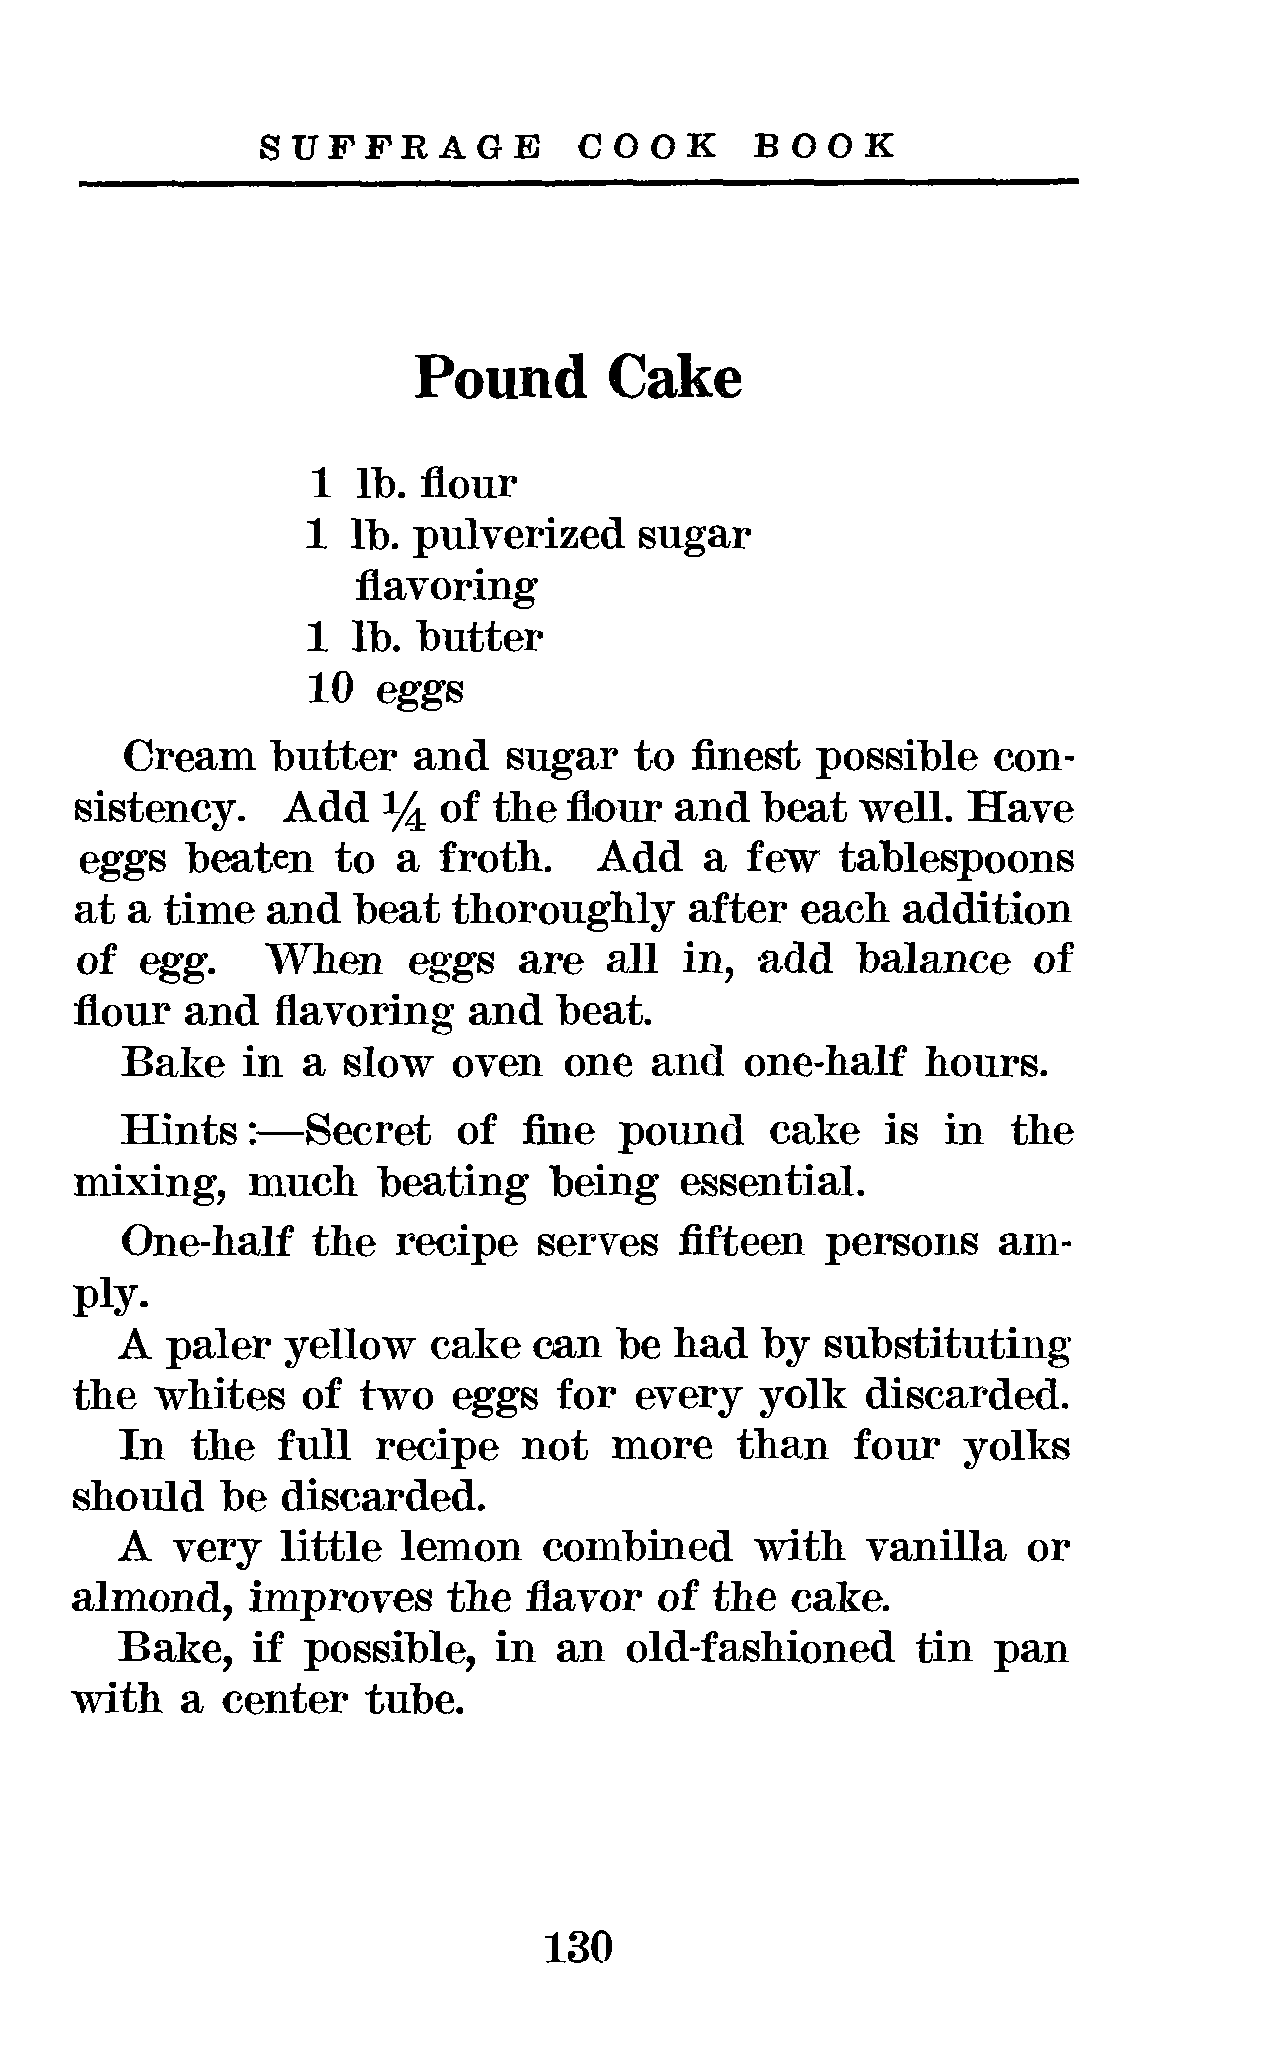 SUFFRAGE COOK BOOK
Pound Cake
1 lb. flour
1 lb. pulverized sugar
flavoring
1 lb. butter
10 eggs
Cream butter and sugar to finest possible con-
sistency. Add ¼ of the flour and beat well. Have
eggs beaten to a froth. Add a few tablespoons
at a time and beat thoroughly after each addition
of egg. When eggs are all in, add balance of
flour and flavoring and beat.
Bake in a slow oven one and one-half hours.
Hints:—Secret of fine pound cake is in the
mixing, much beating being essential.
One-half the recipe serves fifteen persons am-
ply.
A paler yellow cake can be had by substituting
the whites of two eggs for every yolk discarded.
In the full recipe not more than four yolks
should be discarded.
A very little lemon combined with vanilla or
almond, improves the flavor of the cake.
Bake, if possible, in an old-fashioned tin pan
with a center tube.
130